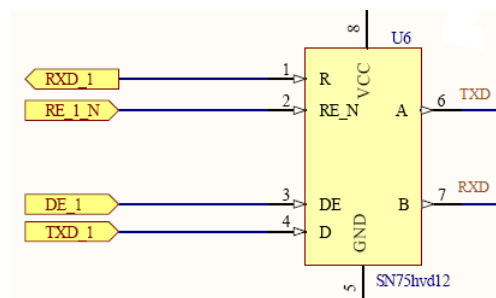 8
U6
RXD_1
1
R
VCC
RE_1_N
2
RE_N
A
6
TXD
DE_1
3
DE
B
7
RXD
TXD_1
4
D
GND
5
SN75hvd12